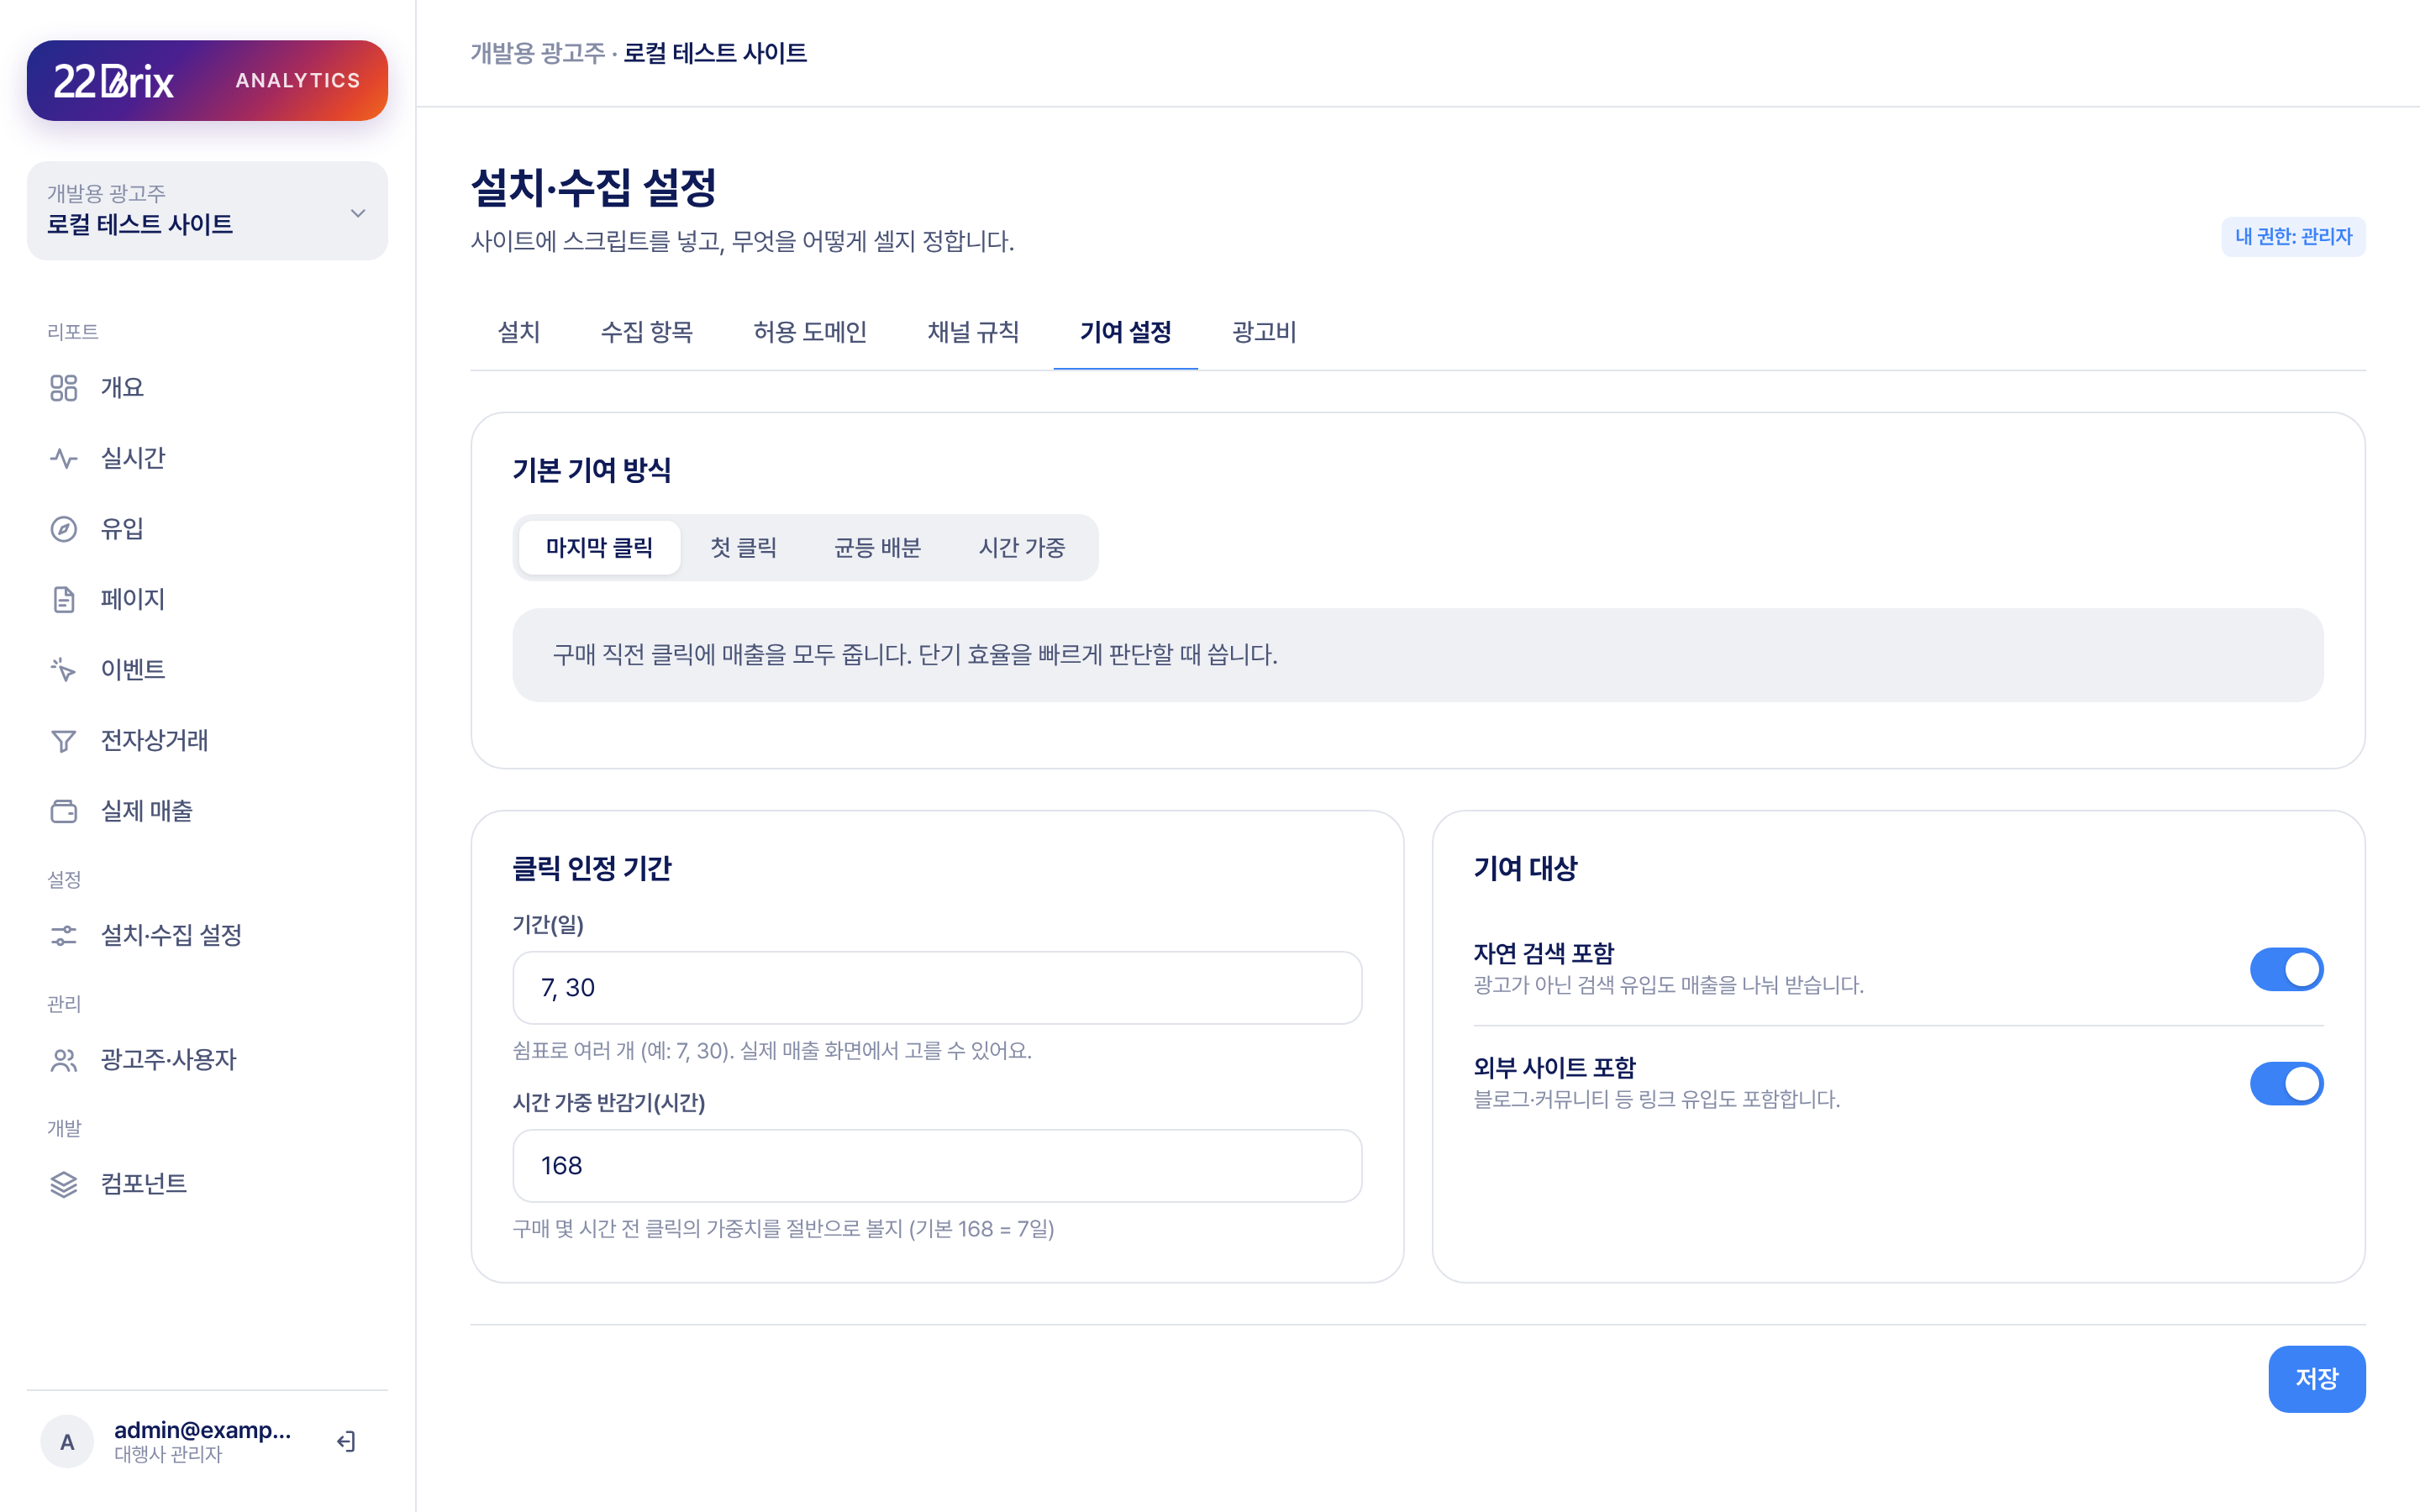 22Brix ANALYTICS
개발용 광고주
로컬 테스트 사이트
리포트
개요
실시간
유입
페이지
이벤트
전자상거래
실제 매출
설정
설치·수집 설정
관리
광고주·사용자
개발
컴포넌트
A
admin@examp...
대행사 관리자
개발용 광고주 · 로컬 테스트 사이트
설치·수집 설정
사이트에 스크립트를 넣고, 무엇을 어떻게 셀지 정합니다.
내 권한: 관리자
설치 수집 항목 허용 도메인 채널 규칙 기여 설정 광고비
기본 기여 방식
마지막 클릭 첫 클릭 균등 배분 시간 가중
구매 직전 클릭에 매출을 모두 줍니다. 단기 효율을 빠르게 판단할 때 씁니다.
클릭 인정 기간
기간(일)
7, 30
쉼표로 여러 개 (예: 7, 30). 실제 매출 화면에서 고를 수 있어요.
시간 가중 반감기(시간)
168
구매 몇 시간 전 클릭의 가중치를 절반으로 볼지 (기본 168 = 7일)
기여 대상
자연 검색 포함
광고가 아닌 검색 유입도 매출을 나눠 받습니다.
외부 사이트 포함
블로그·커뮤니티 등 링크 유입도 포함합니다.
저장